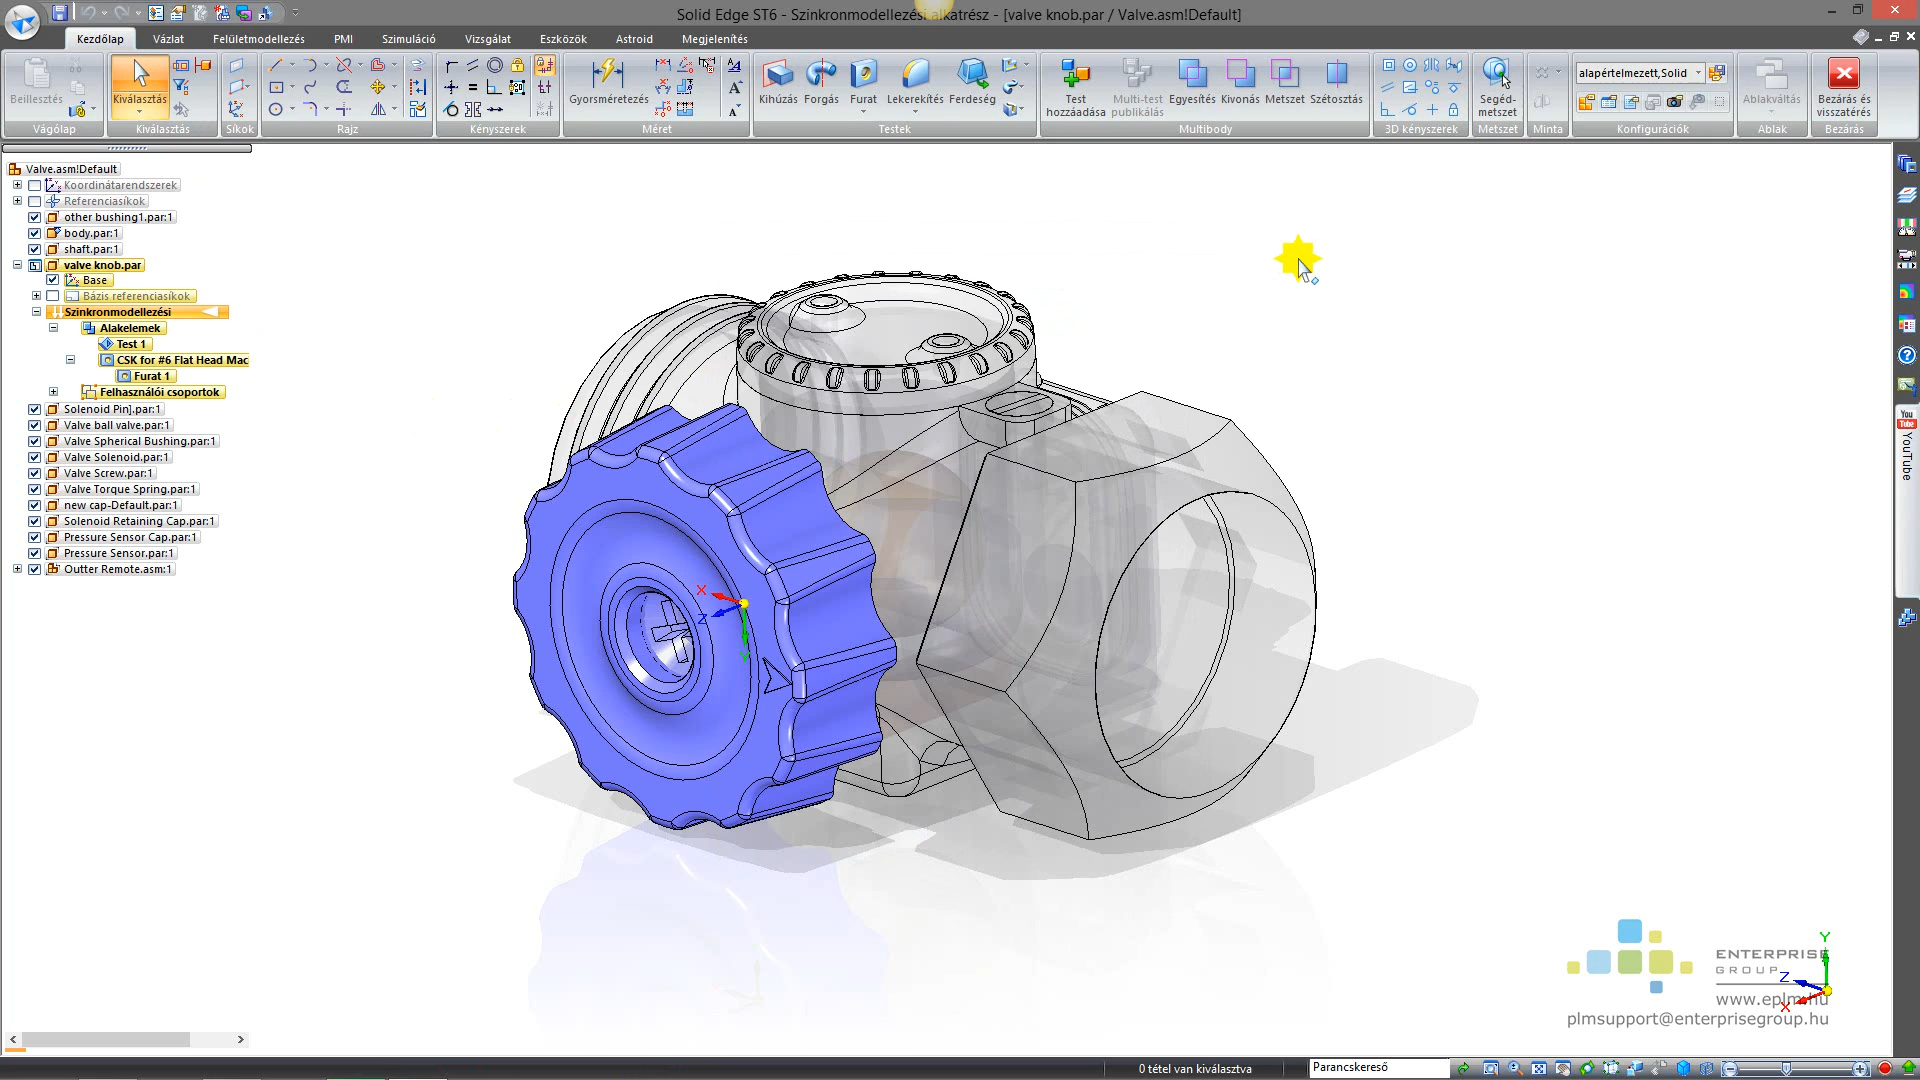 Solid Edge ST6 - Szinkronmodellezési alkatrész - [valve knob.par / Valve.asm!Default]
Kezdőlap Vázlat Felületmodellezés PMI Szimuláció Vizsgálat Eszközök Astroid Megjelenítés
Beillesztés
Vágólap
Kiválasztás
Kiválasztás
Síkok
Rajz
Kényszerek
Gyorsméretezés
Méret
Kihúzás Forgás Furat Lekerekítés Ferdeség
Testek
Test hozzáadása
Multi-test publikálás
Egyesítés Kivonás Metszet Szétosztás
Multibody
3D kényszerek
Segéd-metszet
Metszet
Minta
alapértelmezett,Solid
Konfigurációk
Ablakváltás
Ablak
Bezárás és visszatérés
Bezárás
Valve.asm!Default
Koordinátarendszerek
Referenciasíkok
other bushing1.par:1
body.par:1
shaft.par:1
valve knob.par
Base
Bázis referenciasíkok
Szinkronmodellezési
Alakelemek
Test 1
CSK for #6 Flat Head Mac
Furat 1
Felhasználói csoportok
Solenoid Pin].par:1
Valve ball valve.par:1
Valve Spherical Bushing.par:1
Valve Solenoid.par:1
Valve Screw.par:1
Valve Torque Spring.par:1
new cap-Default.par:1
Solenoid Retaining Cap.par:1
Pressure Sensor Cap.par:1
Pressure Sensor.par:1
Outter Remote.asm:1
X
Z
Y
You
Tube
YouTube
ENTERPRISE
GROUP
www.eplm.hu
plmsupport@enterprisegroup.hu
Y
Z
X
0 tétel van kiválasztva
Parancskereső